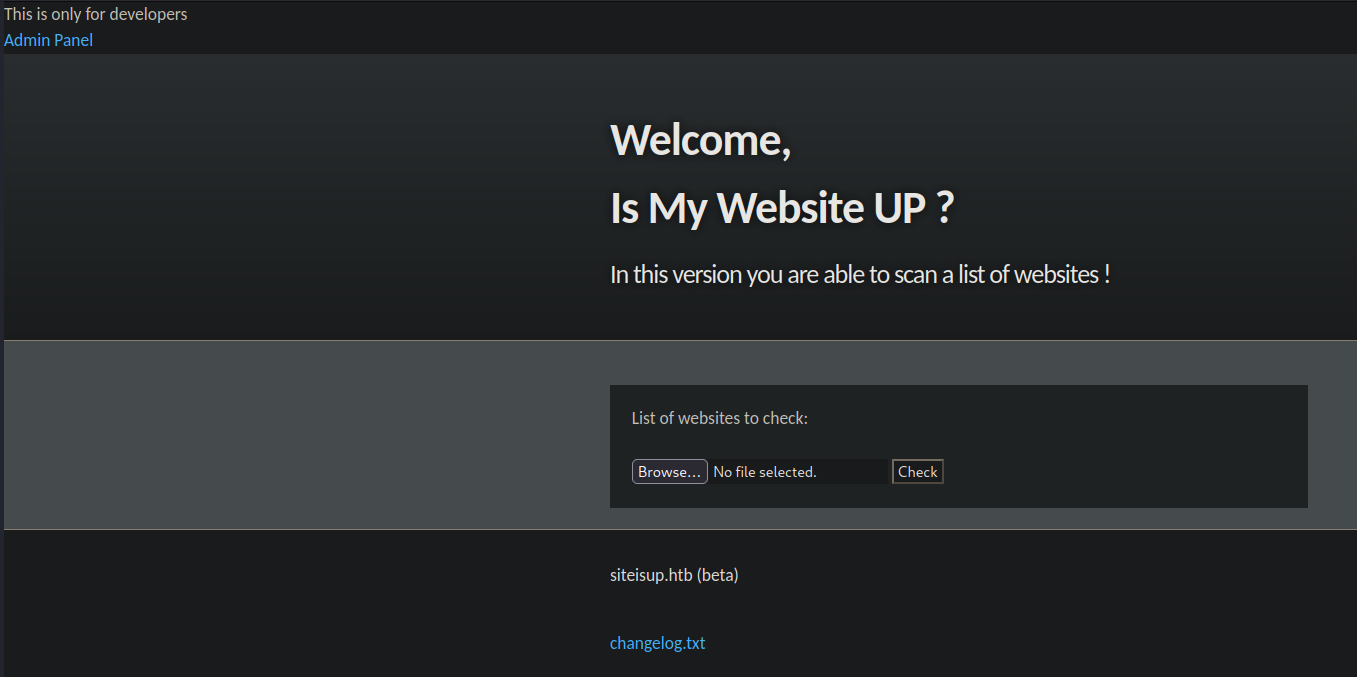 This is only for developers
Admin Panel
Welcome,
Is My Website UP ?
In this version you are able to scan a list of websites !
List of websites to check:
Browse... No file selected. Check
siteisup.htb (beta)
changelog.txt